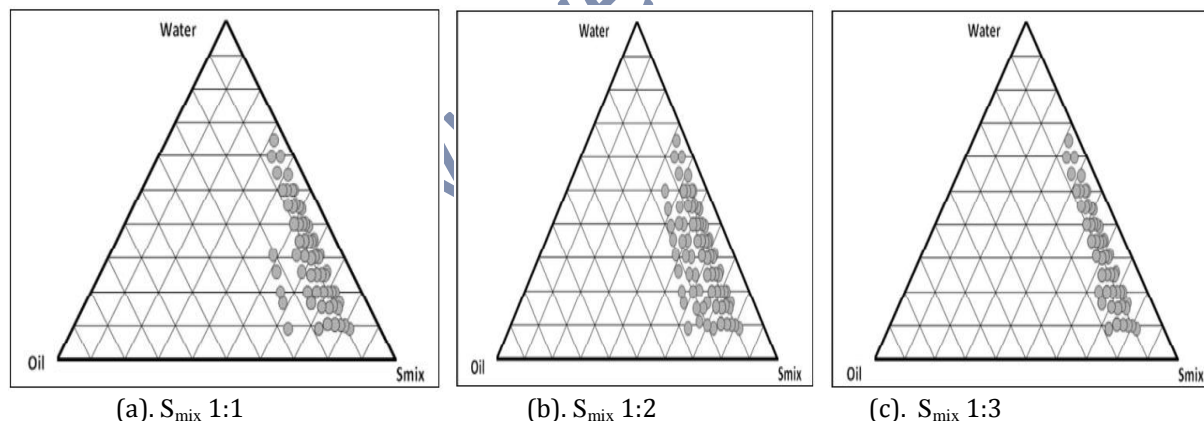 Water Water Water
Oil Smix Oil Smix Oil Smix
(a). Smix 1:1 (b). Smix 1:2 (c). Smix 1:3